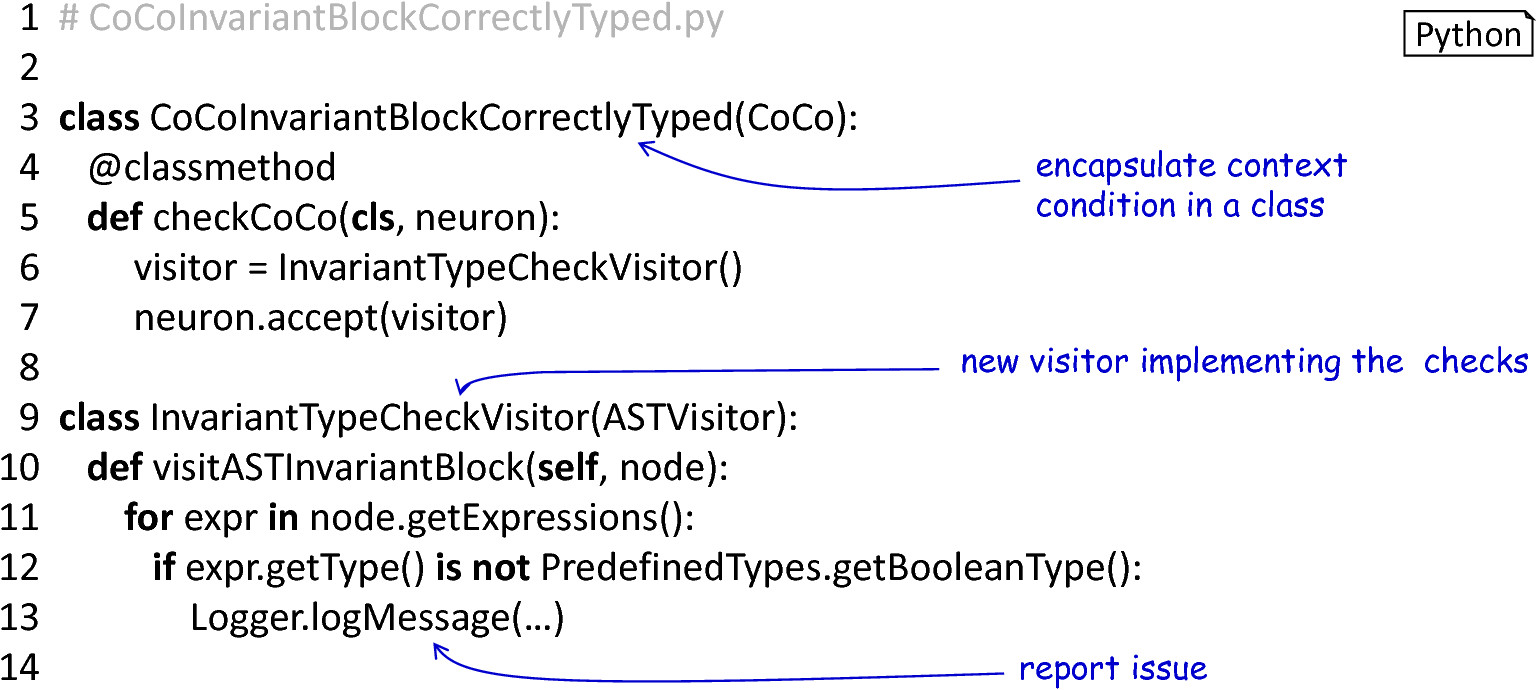 1 # CoCoInvariantBlockCorrectlyTyped.py
Python
2
3 class CoCoInvariantBlockCorrectlyTyped(CoCo):
4 @classmethod
encapsulate context
condition in a class
5 def checkCoCo(cls, neuron):
6 visitor = InvariantTypeCheckVisitor()
7 neuron.accept(visitor)
8
new visitor implementing the checks
9 class InvariantTypeCheckVisitor(ASTVisitor):
10 def visitASTInvariantBlock(self, node):
11 for expr in node.getExpressions():
12 if expr.getType() is not PredefinedTypes.getBooleanType():
13 Logger.logMessage(…)
14
report issue